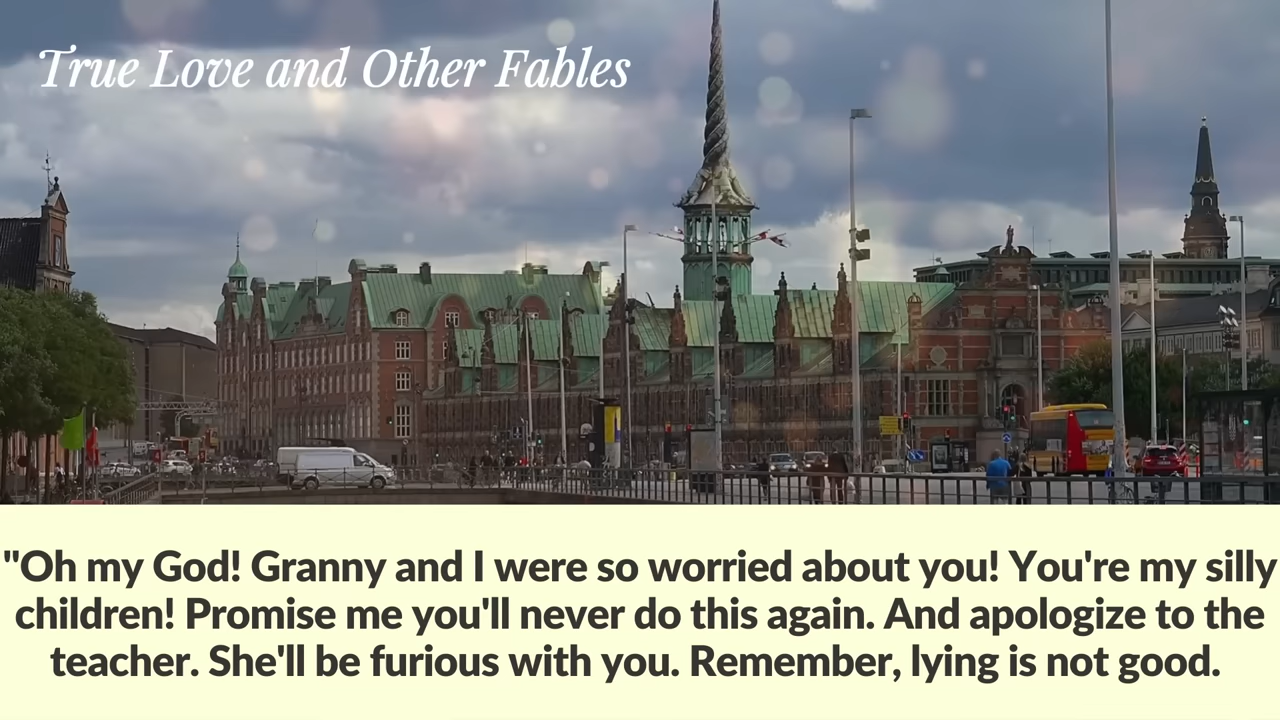 True Love and Other Fables
"Oh my God! Granny and I were so worried about you! You're my silly
children! Promise me you'll never do this again. And apologize to the
teacher. She'll be furious with you. Remember, lying is not good.